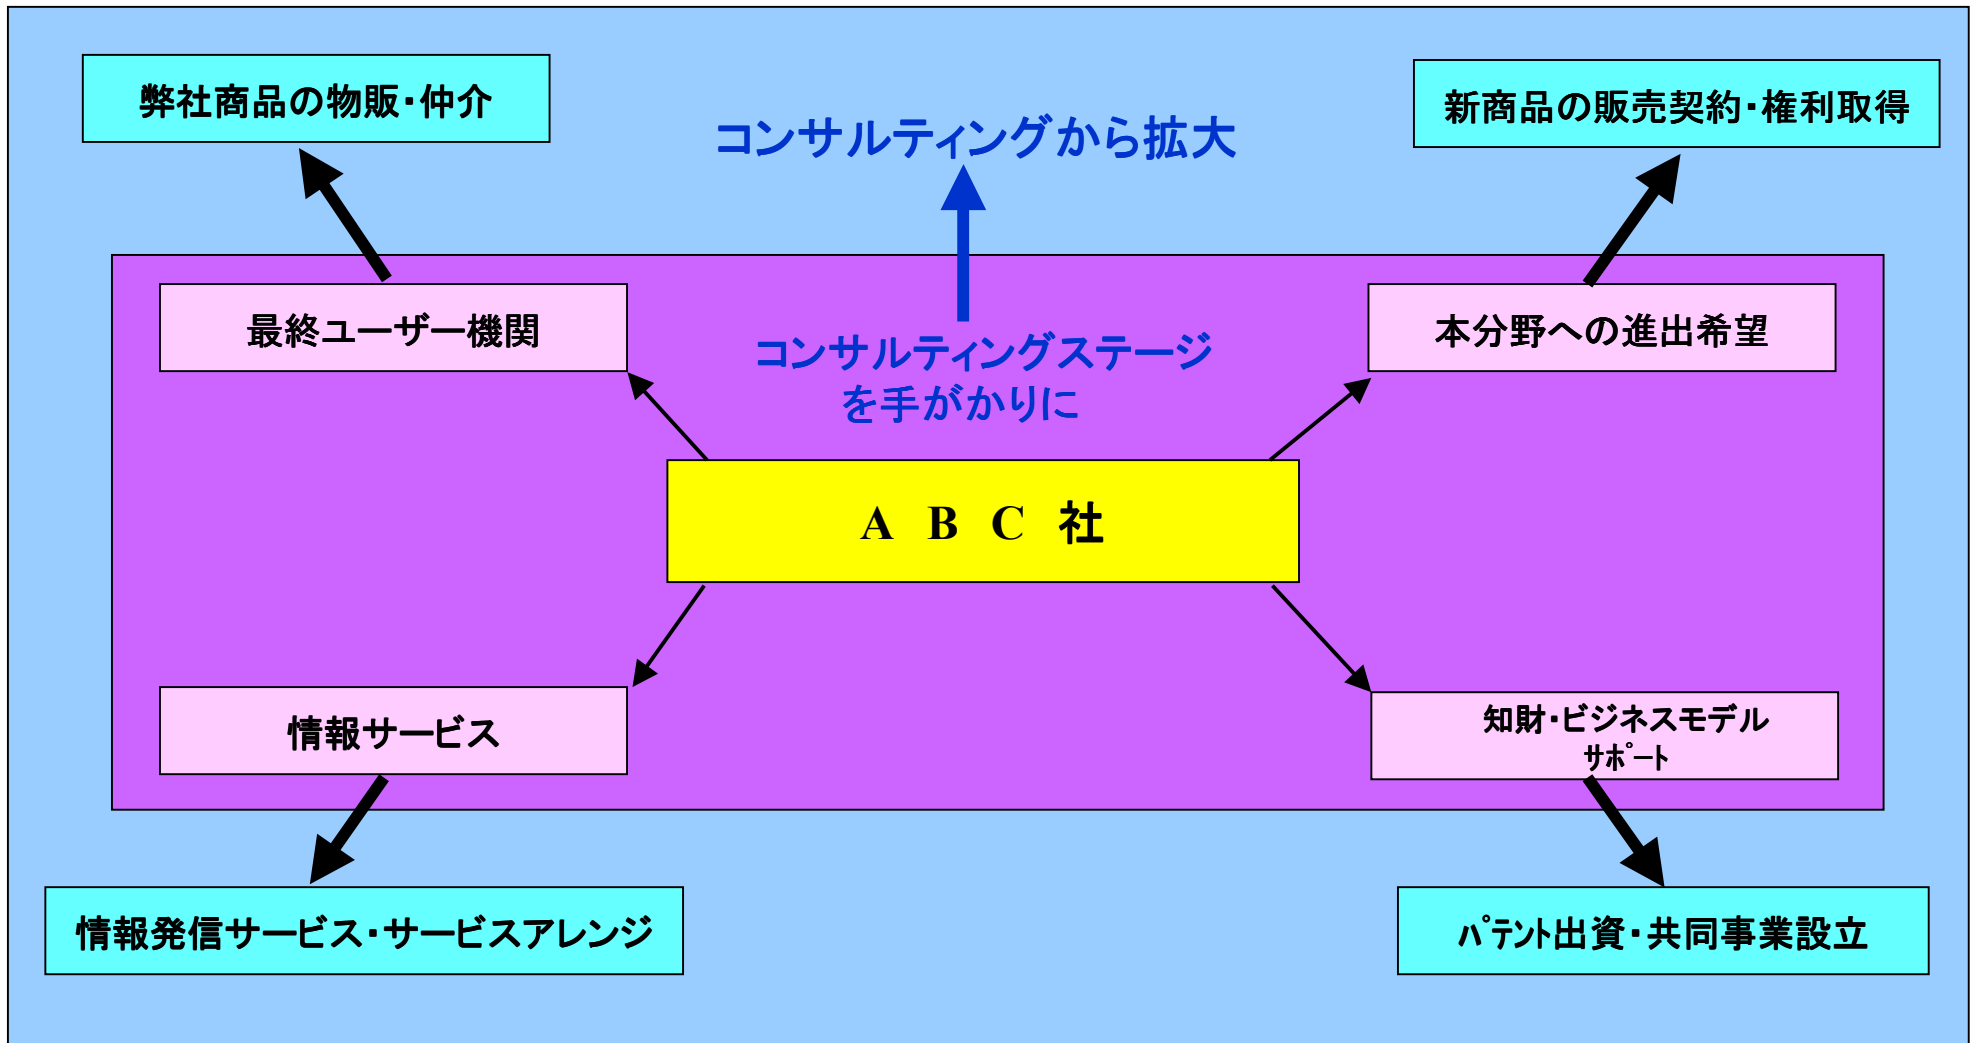 弊社商品の物販・仲介
新商品の販売契約・権利取得
コンサルティングから拡大
最終ユーザー機関
本分野への進出希望
コンサルティングステージ
を手がかりに
A B C 社
情報サービス
知財・ビジネスモデル
ｻﾎﾟｰﾄ
情報発信サービス・サービスアレンジ
ﾊﾟﾃﾝﾄ出資・共同事業設立